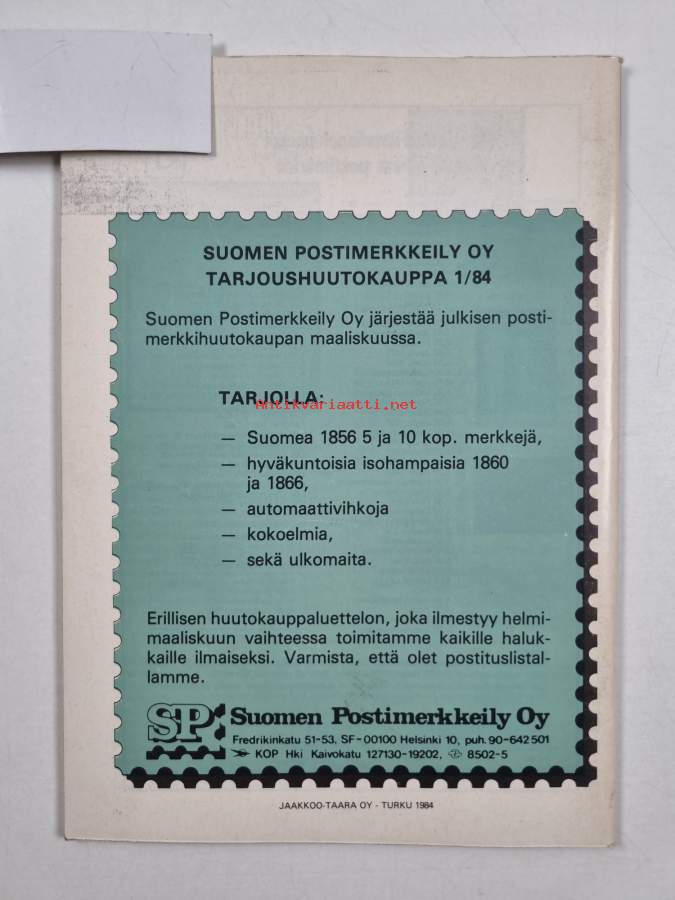 SUOMEN POSTIMERKKEILY OY
TARJOUSHUUTOKAUPPA 1/84
Suomen Postimerkkeily Oy järjestää julkisen posti-
merkkihuutokaupan maaliskuussa.
TARJOLLA:
Antikvariaatti.net
— Suomea 1856 5 ja 10 kop. merkkejä,
— hyväkuntoisia isohampaisia 1860
ja 1866,
— automaattivihkoja
— kokoelmia,
— sekä ulkomaita.
Erillisen huutokauppaluettelon, joka ilmestyy helmi-
maaliskuun vaihteessa toimitamme kaikille haluk-
kaille ilmaiseksi. Varmista, että olet postituslistal-
lamme.
SP Suomen Postimerkkeily Oy
Fredrikinkatu 51-53, SF-00100 Helsinki 10, puh. 90-642501
KOP Hki Kaivokatu 127130-19202, 8502-5
JAAKKOO-TAARA OY - TURKU 1984